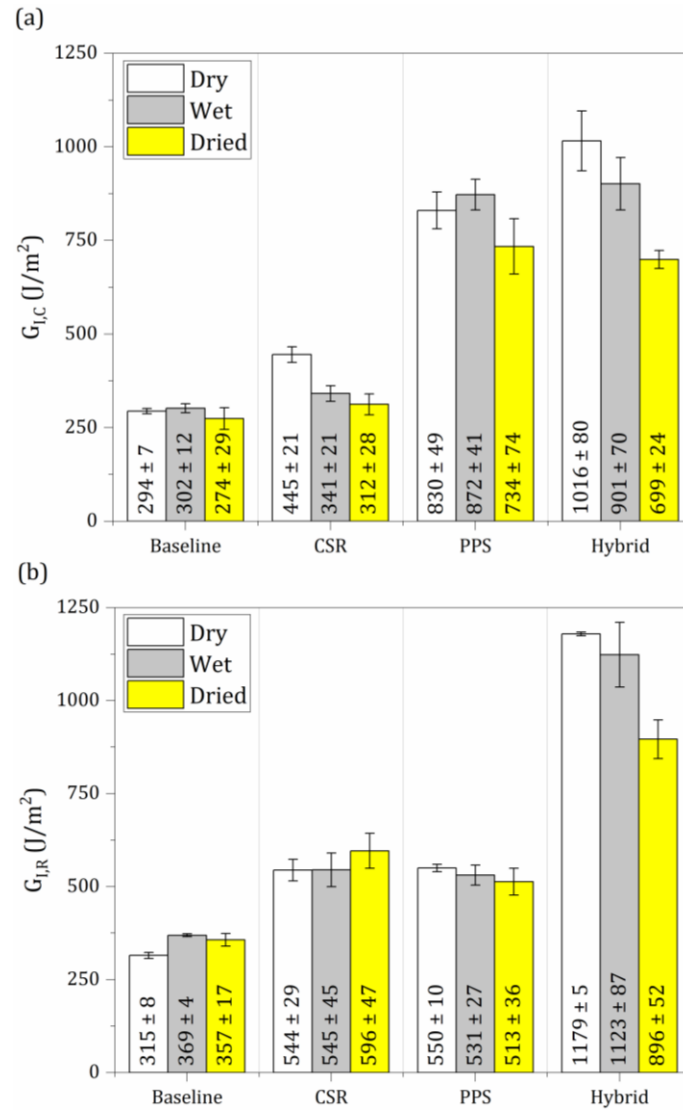 (a)
1250
1000
750
500
250
0
G_{I,C} (J/m²)
Dry
Wet
Dried
294 ± 7
302 ± 12
274 ± 29
445 ± 21
341 ± 21
312 ± 28
830 ± 49
872 ± 41
734 ± 74
1016 ± 80
901 ± 70
699 ± 24
Baseline
CSR
PPS
Hybrid
(b)
1250
1000
750
500
250
0
G_{I,R} (J/m²)
Dry
Wet
Dried
315 ± 8
369 ± 4
357 ± 17
544 ± 29
545 ± 45
596 ± 47
550 ± 10
531 ± 27
513 ± 36
1179 ± 5
1123 ± 87
896 ± 52
Baseline
CSR
PPS
Hybrid